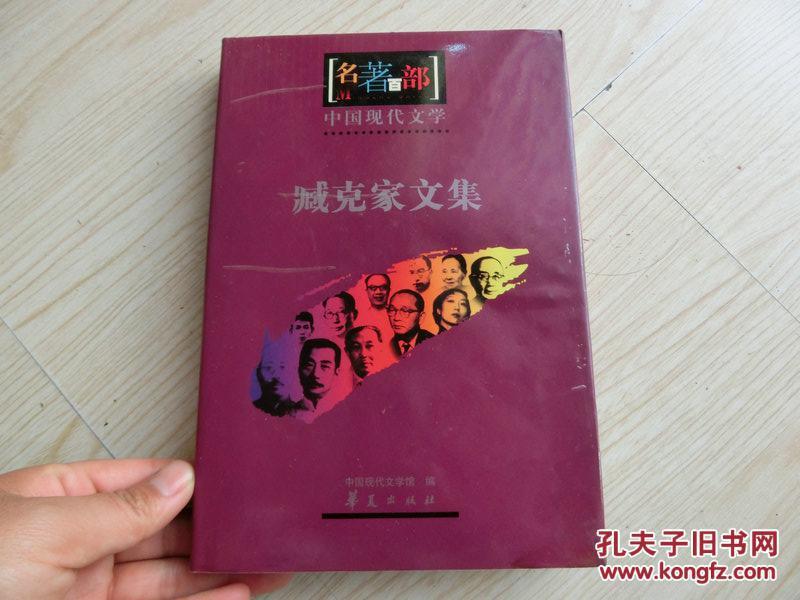 [名著百部]
中国现代文学
臧克家文集
中国现代文学馆 编
华夏出版社
孔夫子旧书网
www.kongfz.com